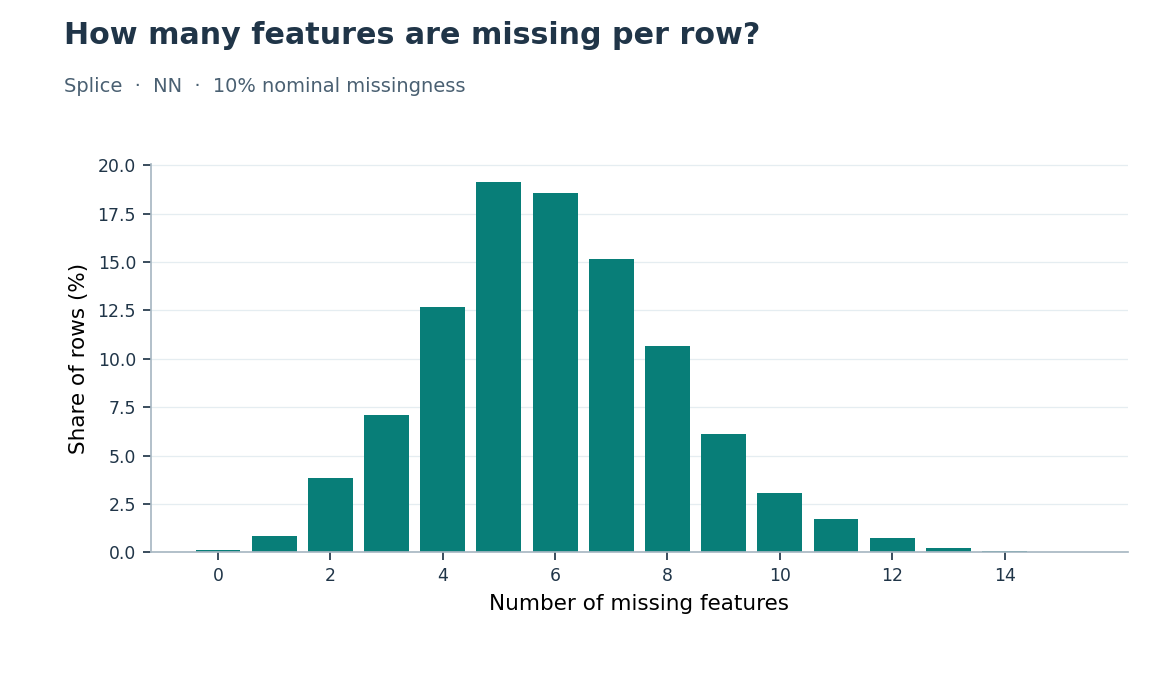 How many features are missing per row?
Splice · NN · 10% nominal missingness
20.0
17.5
15.0
12.5
10.0
7.5
5.0
2.5
0.0
Share of rows (%)
0 2 4 6 8 10 12 14
Number of missing features